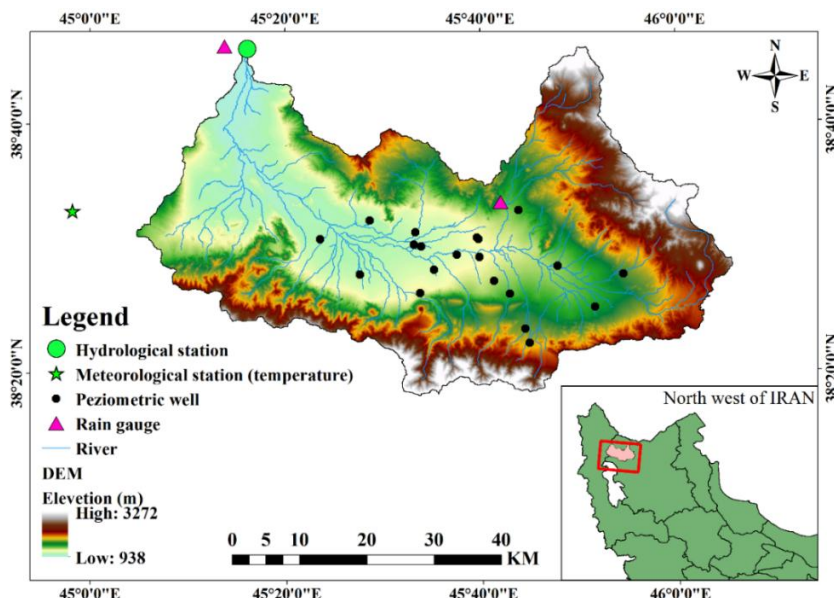 45°0'0"E 45°20'0"E 45°40'0"E 46°0'0"E
N
W E
S
38°40'0"N 38°40'0"N
Legend
Hydrological station
Meteorological station (temperature)
Peziometric well
Rain gauge
River
DEM
Elevetion (m)
High: 3272
Low: 938
38°20'0"N 38°20'0"N
North west of IRAN
0 5 10 20 30 40
KM
45°0'0"E 45°20'0"E 45°40'0"E 46°0'0"E